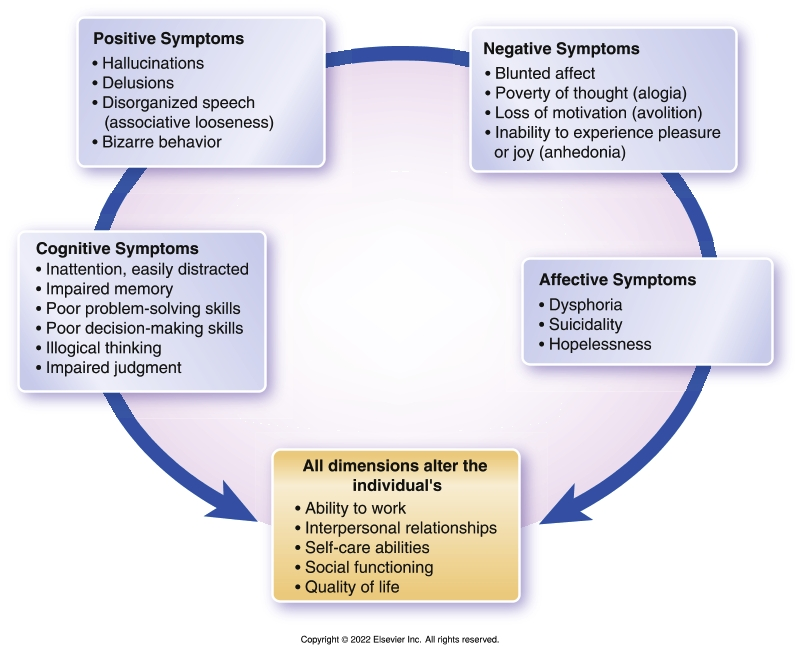 Positive Symptoms
• Hallucinations
• Delusions
• Disorganized speech
(associative looseness)
• Bizarre behavior
Negative Symptoms
• Blunted affect
• Poverty of thought (alogia)
• Loss of motivation (avolition)
• Inability to experience pleasure
or joy (anhedonia)
Cognitive Symptoms
• Inattention, easily distracted
• Impaired memory
• Poor problem-solving skills
• Poor decision-making skills
• Illogical thinking
• Impaired judgment
Affective Symptoms
• Dysphoria
• Suicidality
• Hopelessness
All dimensions alter the
individual's
• Ability to work
• Interpersonal relationships
• Self-care abilities
• Social functioning
• Quality of life
Copyright © 2022 Elsevier Inc. All rights reserved.